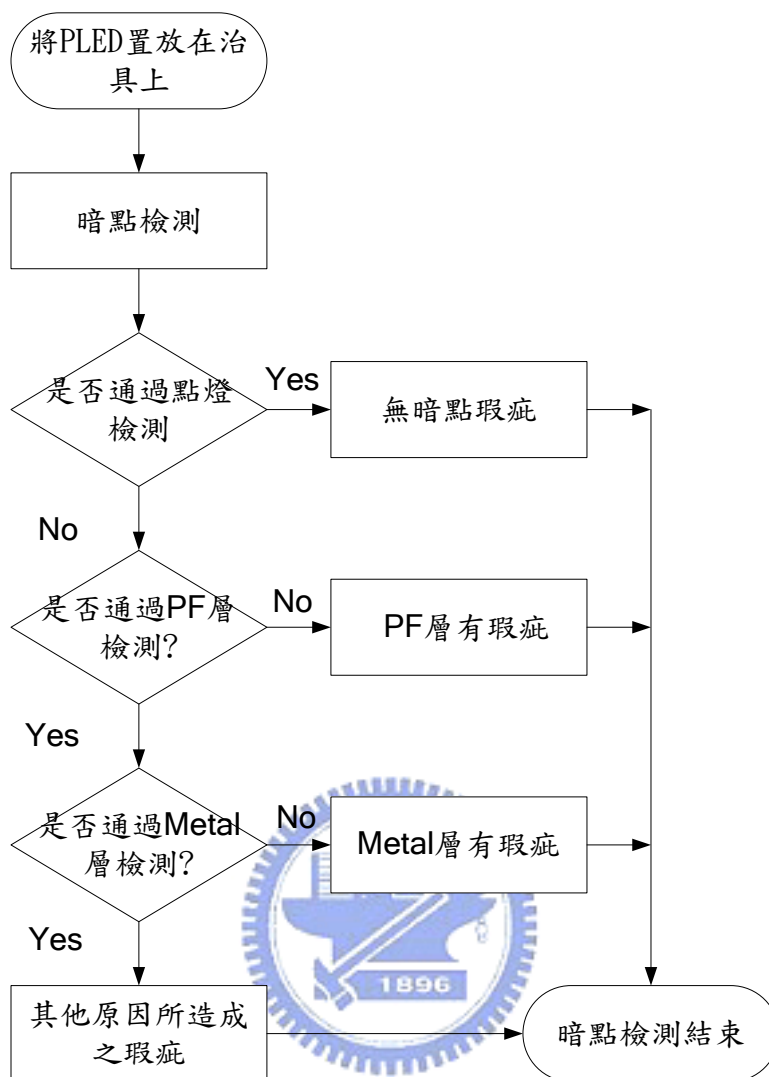 將PLED置放在治
具上
暗點檢測
是否通過點燈
檢測
Yes
無暗點瑕疵
No
是否通過PF層
檢測?
No
PF層有瑕疵
Yes
是否通過Metal
層檢測?
No
Metal層有瑕疵
Yes
1896
其他原因所造成
之瑕疵
暗點檢測結束